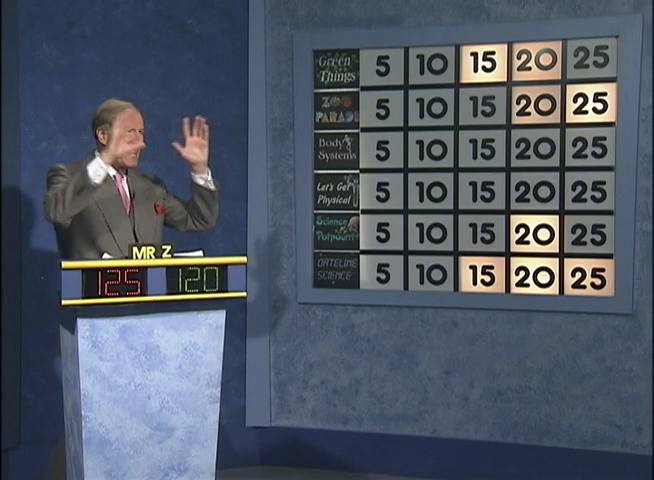 Green Things 5 10 15 20 25
ZOO PARADE 5 10 15 20 25
Body Systems 5 10 15 20 25
Let's Get Physical 5 10 15 20 25
Science Potpourri 5 10 15 20 25
DATELINE SCIENCE 5 10 15 20 25
MR Z
125 120